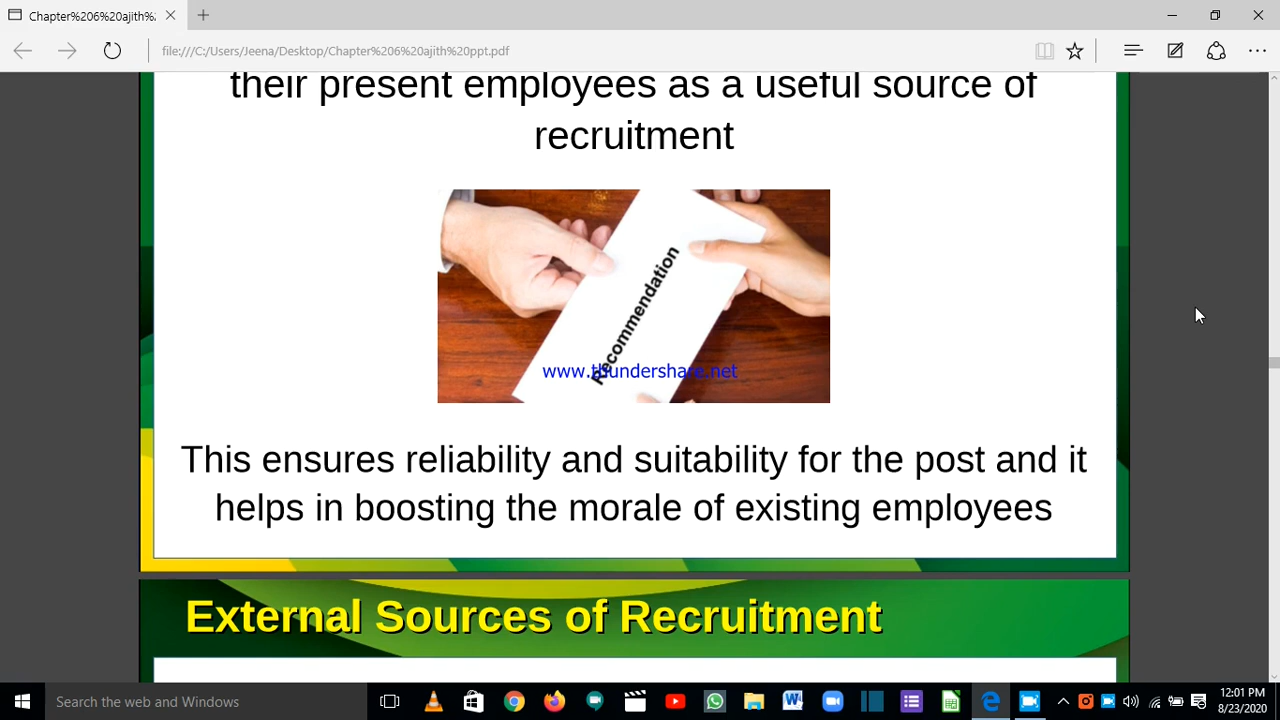 Chapter%206%20ajith%
file:///C:/Users/Jeena/Desktop/Chapter%206%20ajith%20ppt.pdf
their present employees as a useful source of
recruitment
Recommendation
www.thundershare.net
This ensures reliability and suitability for the post and it
helps in boosting the morale of existing employees
External Sources of Recruitment
Search the web and Windows
12:01 PM
8/23/2020